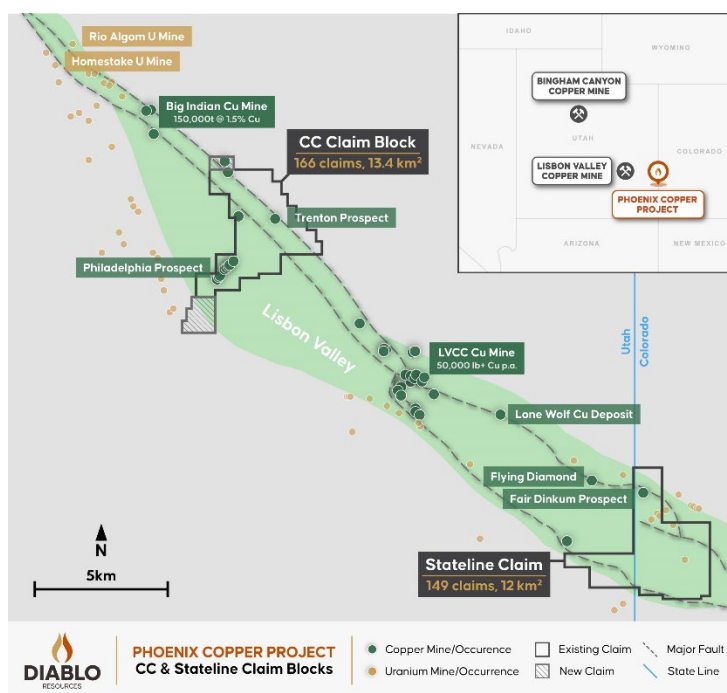 Rio Algom U Mine
Homestake U Mine
Big Indian Cu Mine
150,000t @ 1.5% Cu
CC Claim Block
166 claims, 13.4 km²
Trenton Prospect
Philadelphia Prospect
Lisbon Valley
LVCC Cu Mine
50,000 lb+ Cu p.a.
Lone Wolf Cu Deposit
Flying Diamond
Fair Dinkum Prospect
Stateline Claim
149 claims, 12 km²
Utah
Colorado
N
5km
IDAHO
WYOMING
BINGHAM CANYON
COPPER MINE
NEVADA
UTAH
COLORADO
LISBON VALLEY
COPPER MINE
PHOENIX COPPER
PROJECT
ARIZONA
NEW MEXICO
DIABLO
RESOURCES
PHOENIX COPPER PROJECT
CC & Stateline Claim Blocks
Copper Mine/Occurence
Uranium Mine/Occurrence
Existing Claim
New Claim
Major Fault
State Line